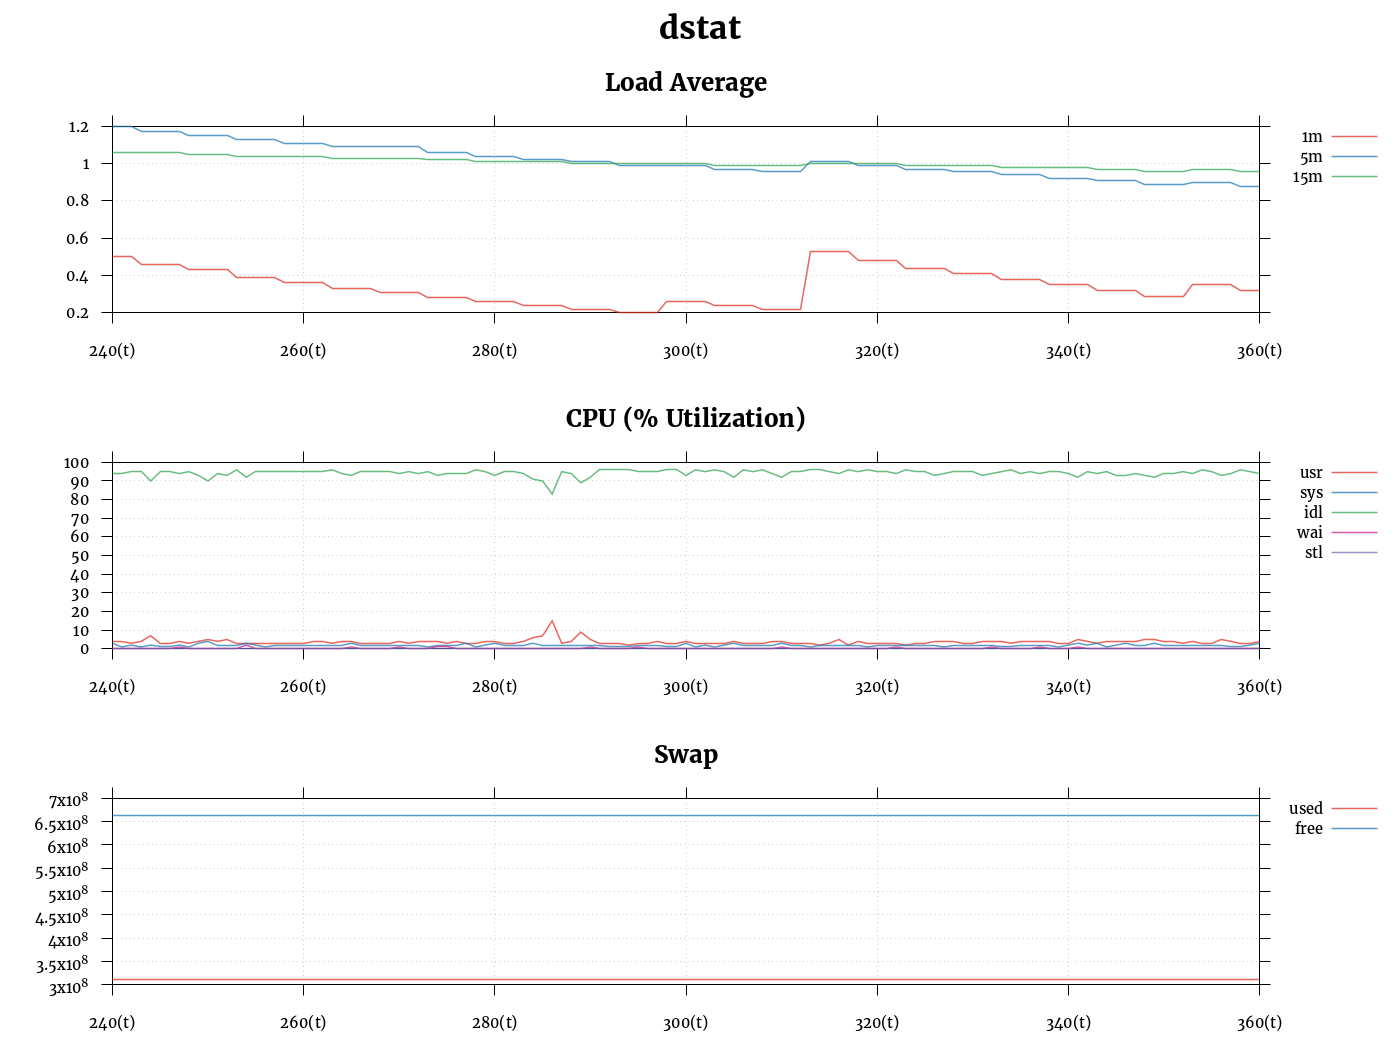 dstat
Load Average
1.2
1
0.8
0.6
0.4
0.2
240(t) 260(t) 280(t) 300(t) 320(t) 340(t) 360(t)
1m
5m
15m
CPU (% Utilization)
100
90
80
70
60
50
40
30
20
10
0
240(t) 260(t) 280(t) 300(t) 320(t) 340(t) 360(t)
usr
sys
idl
wai
stl
Swap
7x10⁸
6.5x10⁸
6x10⁸
5.5x10⁸
5x10⁸
4.5x10⁸
4x10⁸
3.5x10⁸
3x10⁸
240(t) 260(t) 280(t) 300(t) 320(t) 340(t) 360(t)
used
free